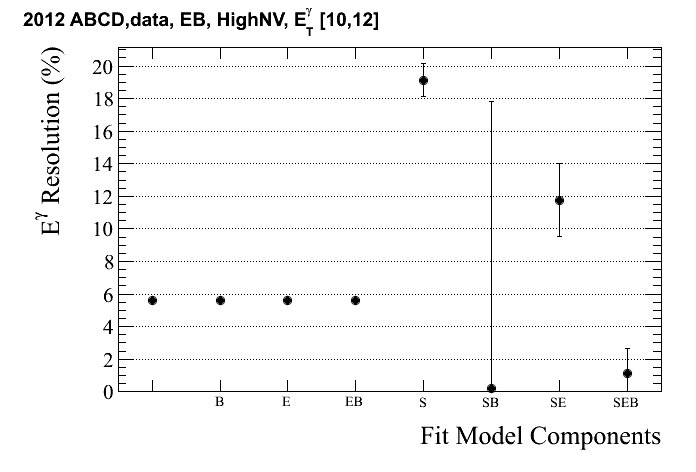 2012 ABCD,data, EB, HighNV, E_T^γ [10,12]
E^γ Resolution (%)
20
18
16
14
12
10
8
6
4
2
0
B E EB S SB SE SEB
Fit Model Components